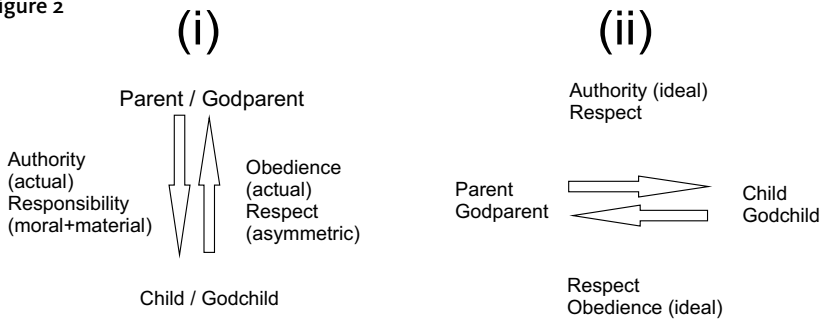 Figure 2
(i)
Parent / Godparent
Authority
(actual)
Responsibility
(moral+material)
Obedience
(actual)
Respect
(asymmetric)
Child / Godchild
(ii)
Authority (ideal)
Respect
Parent
Godparent
Child
Godchild
Respect
Obedience (ideal)